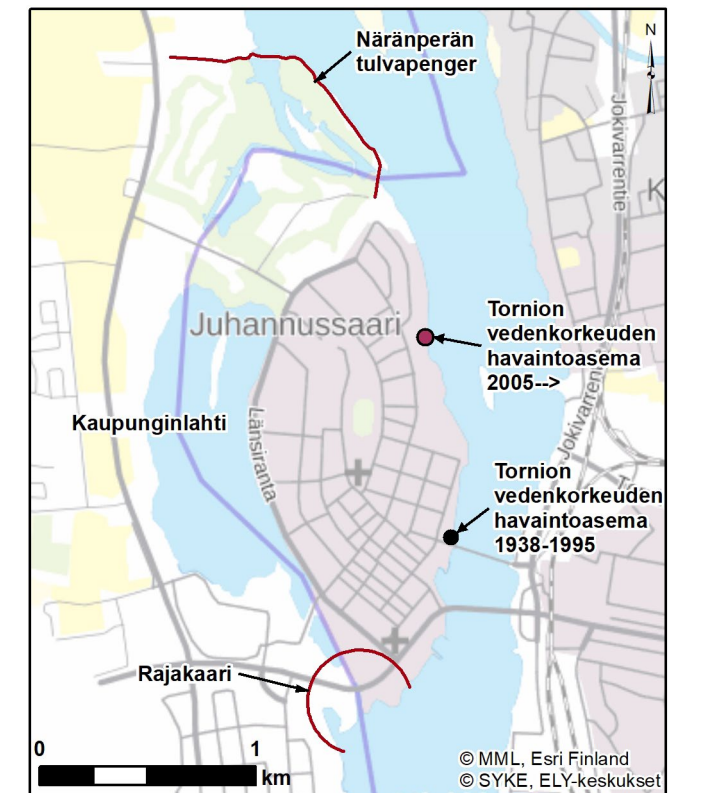 Näränperän
tulvapenger
N
Jokivarrentie
K
Juhannussaari
Tornion
vedenkorkeuden
havaintoasema
2005-->
Kaupunginlahti
Länsiranta
Jokivarren
Tornion
vedenkorkeuden
havaintoasema
1938-1995
Rajakaari
0 1
km
© MML, Esri Finland
© SYKE, ELY-keskukset